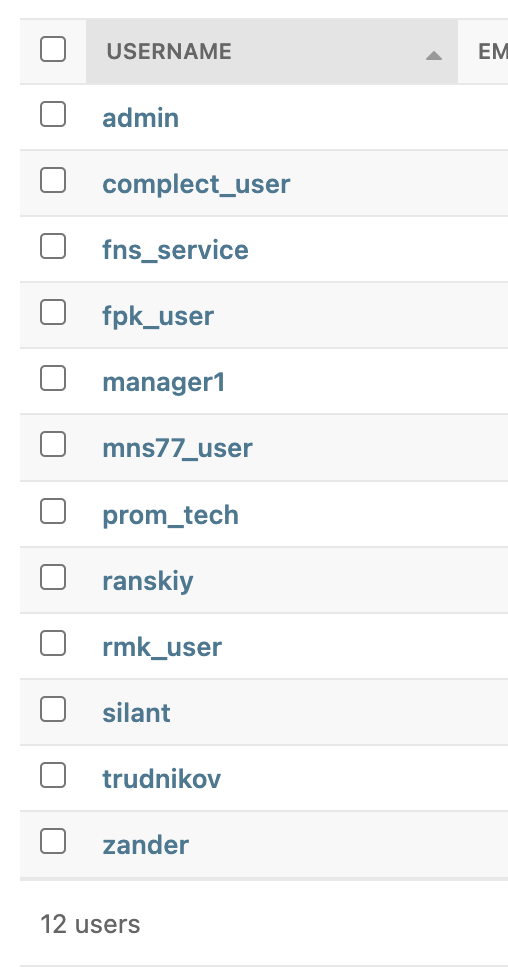 USERNAME EM
admin
complect_user
fns_service
fpk_user
manager1
mns77_user
prom_tech
ranskiy
rmk_user
silant
trudnikov
zander
12 users